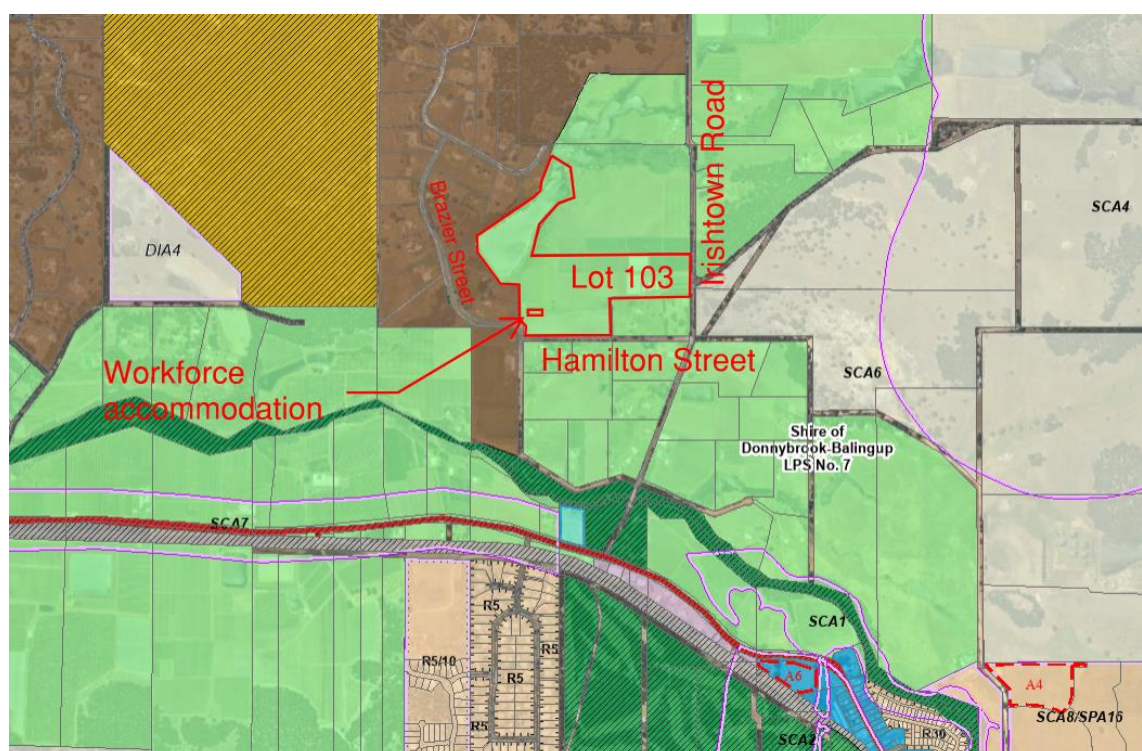 Irishtown Road
Brazier Street
SCA4
DIA4
Lot 103
Workforce
accommodation
Hamilton Street
SCA6
Shire of
Donnybrook-Balingup
LPS No. 7
SCA7
R5
R5/10
R5
R5
R5
SCA1
A6
A4
SCA8/SPA16
R30
SCA2